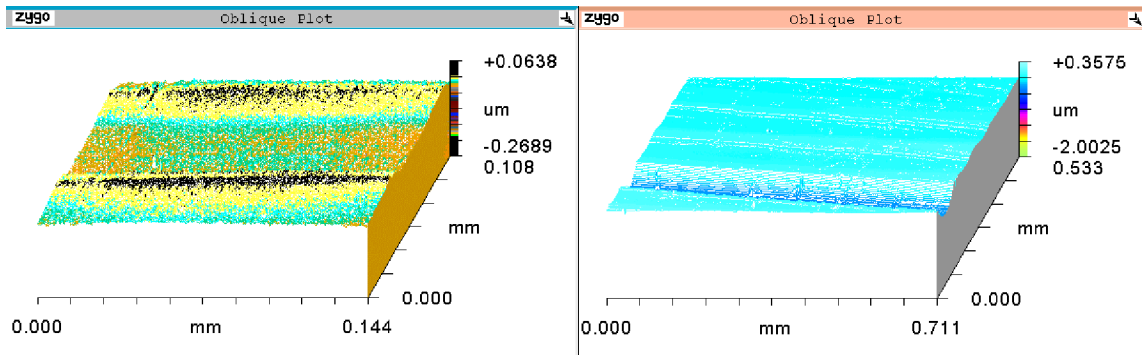 zygo
Oblique Plot
+0.0638
um
-0.2689
0.108
mm
0.000
0.000
mm
0.144
zygo
Oblique Plot
+0.3575
um
-2.0025
0.533
mm
0.000
0.000
mm
0.711